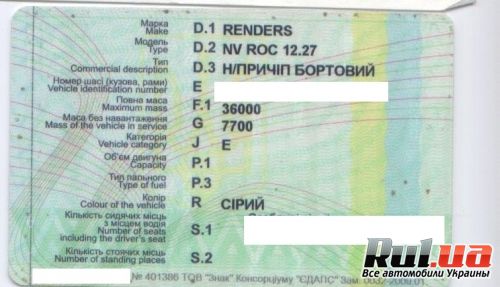 Марка D.1 RENDERS
Make
Модель D.2 NV ROC 12.27
Type
Тип D.3 Н/ПРИЧІП БОРТОВИЙ
Commercial description
Номер шасі (кузова, рами) E
Vehicle identification number
Повна маса F.1 36000
Maximum mass
Маса без навантаження G 7700
Mass of the vehicle in service
Категорія J E
Vehicle category
Об'єм двигуна P.1
Capacity
Тип пального P.3
Type of fuel
Колір R СІРИЙ
Colour of the vehicle
Кількість сидячих місць
з місцем водія S.1
Number of seats
including the driver's seat
Кількість стоячих місць S.2
Number of standing places
№ 401386 ТОВ "Знак" Консорціуму "ЄДАПС" Зам.
RUL.ua
Все автомобили Украины